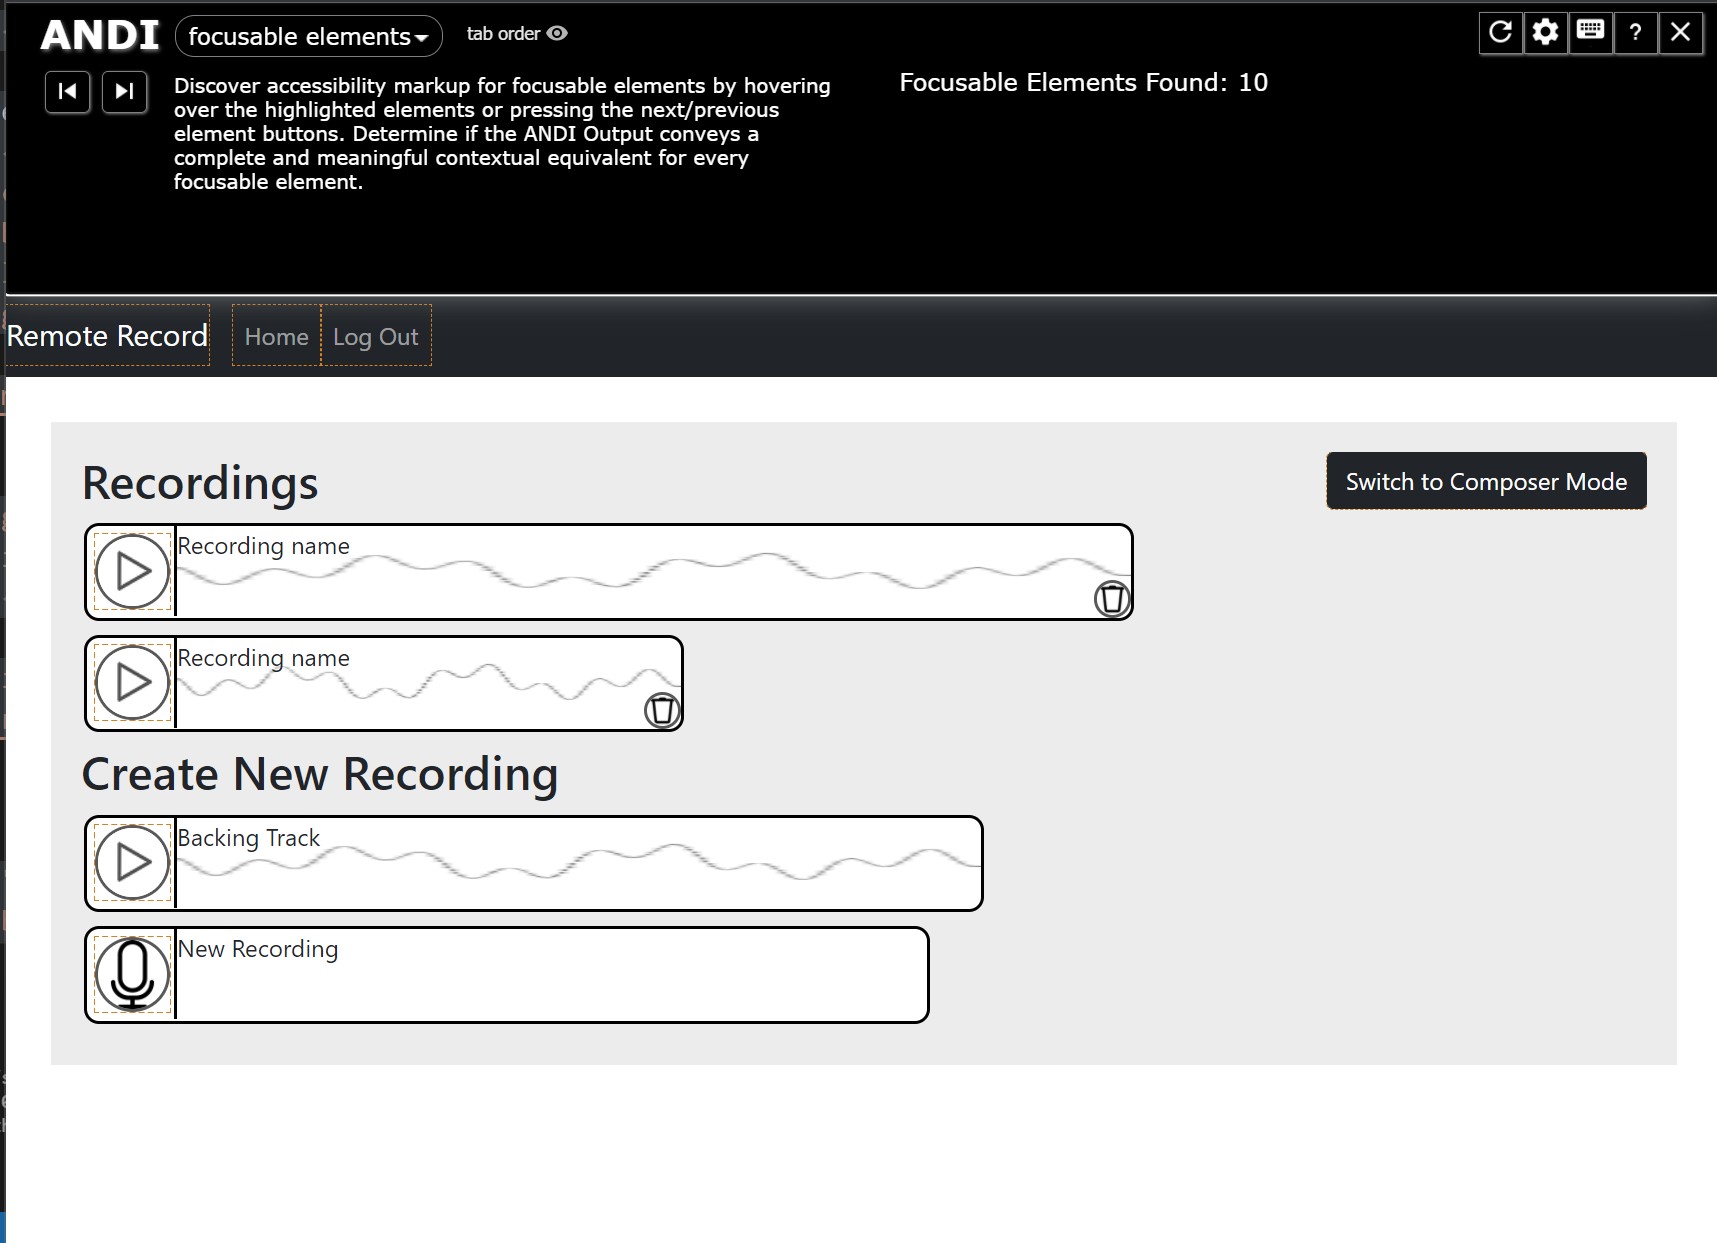 ANDI
focusable elements
tab order
?
Discover accessibility markup for focusable elements by hovering
over the highlighted elements or pressing the next/previous
element buttons. Determine if the ANDI Output conveys a
complete and meaningful contextual equivalent for every
focusable element.
Focusable Elements Found: 10
Remote Record
Home
Log Out
Recordings
Switch to Composer Mode
Recording name
Recording name
Create New Recording
Backing Track
New Recording